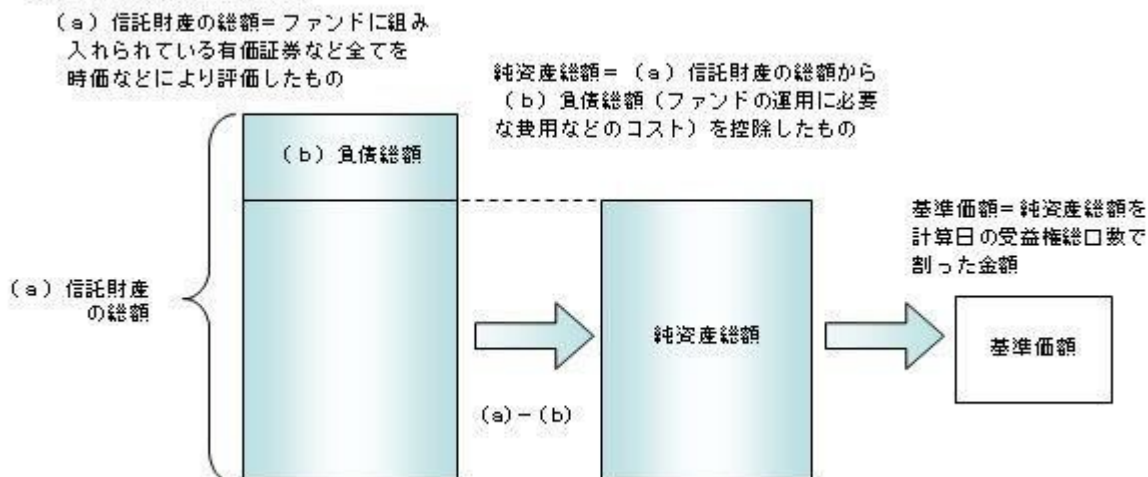 (a) 信託財産の総額=ファンドに組み
入れられている有価証券など全てを
時価などにより評価したもの
純資産総額= (a) 信託財産の総額から
(b) 負債総額(ファンドの運用に必要
な費用などのコスト)を控除したもの
(b) 負債総額
基準価額=純資産総額を
計算日の受益権総口数で
割った金額
(a) 信託財産
の総額
純資産総額
基準価額
(a)-(b)